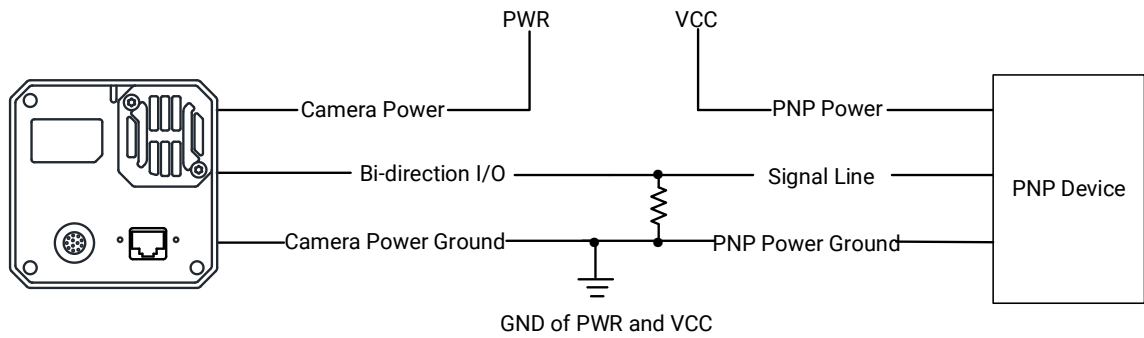 PWR
VCC
Camera Power
PNP Power
Bi-direction I/O
Signal Line
PNP Device
Camera Power Ground
PNP Power Ground
GND of PWR and VCC